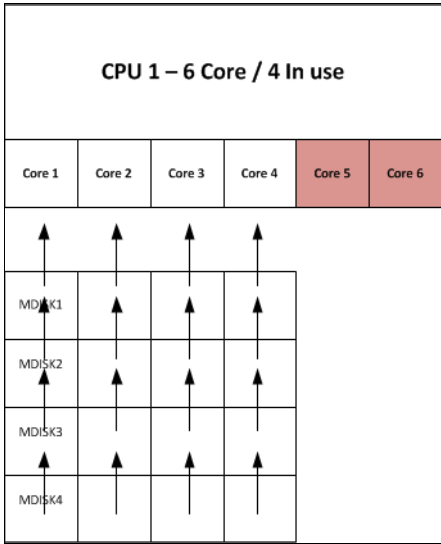 CPU 1 – 6 Core / 4 In use
Core 1 Core 2 Core 3 Core 4 Core 5 Core 6
MDISK1
MDISK2
MDISK3
MDISK4